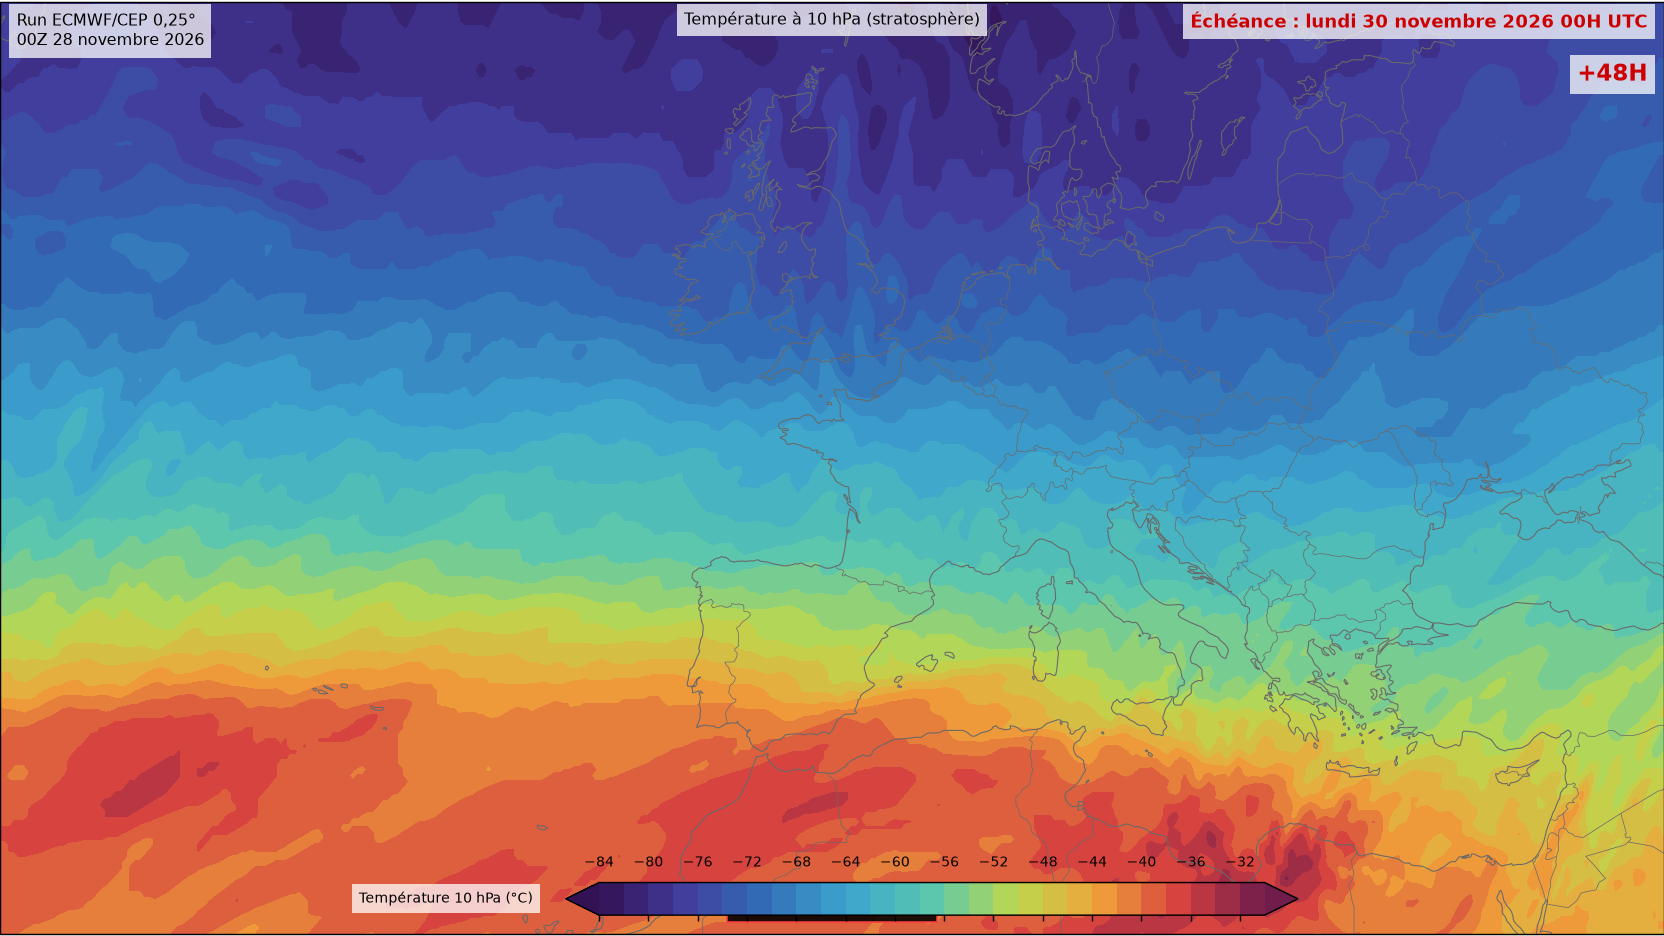 Run ECMWF/CEP 0,25°
00Z 28 novembre 2026
Température à 10 hPa (stratosphère)
Échéance : lundi 30 novembre 2026 00H UTC
+48H
−84 −80 −76 −72 −68 −64 −60 −56 −52 −48 −44 −40 −36 −32
Température 10 hPa (°C)